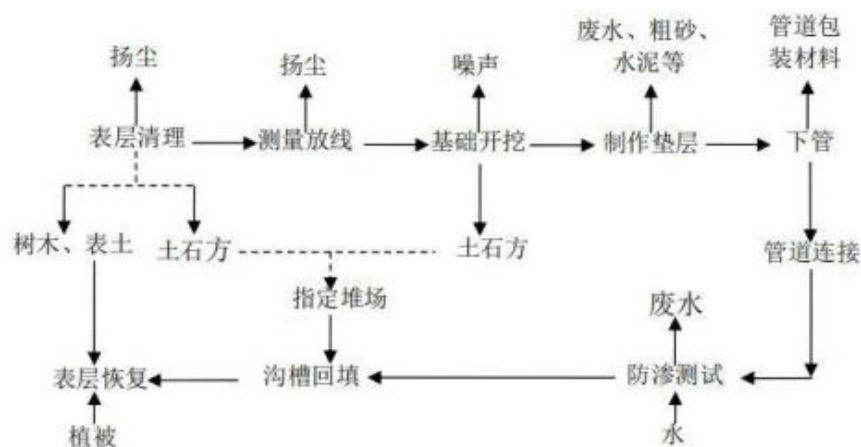 扬尘
扬尘
噪声
废水、粗砂、
水泥等
管道包
装材料
表层清理
测量放线
基础开挖
制作垫层
下管
树木、表土
土石方
土石方
管道连接
指定堆场
废水
表层恢复
沟槽回填
防渗测试
植被
水